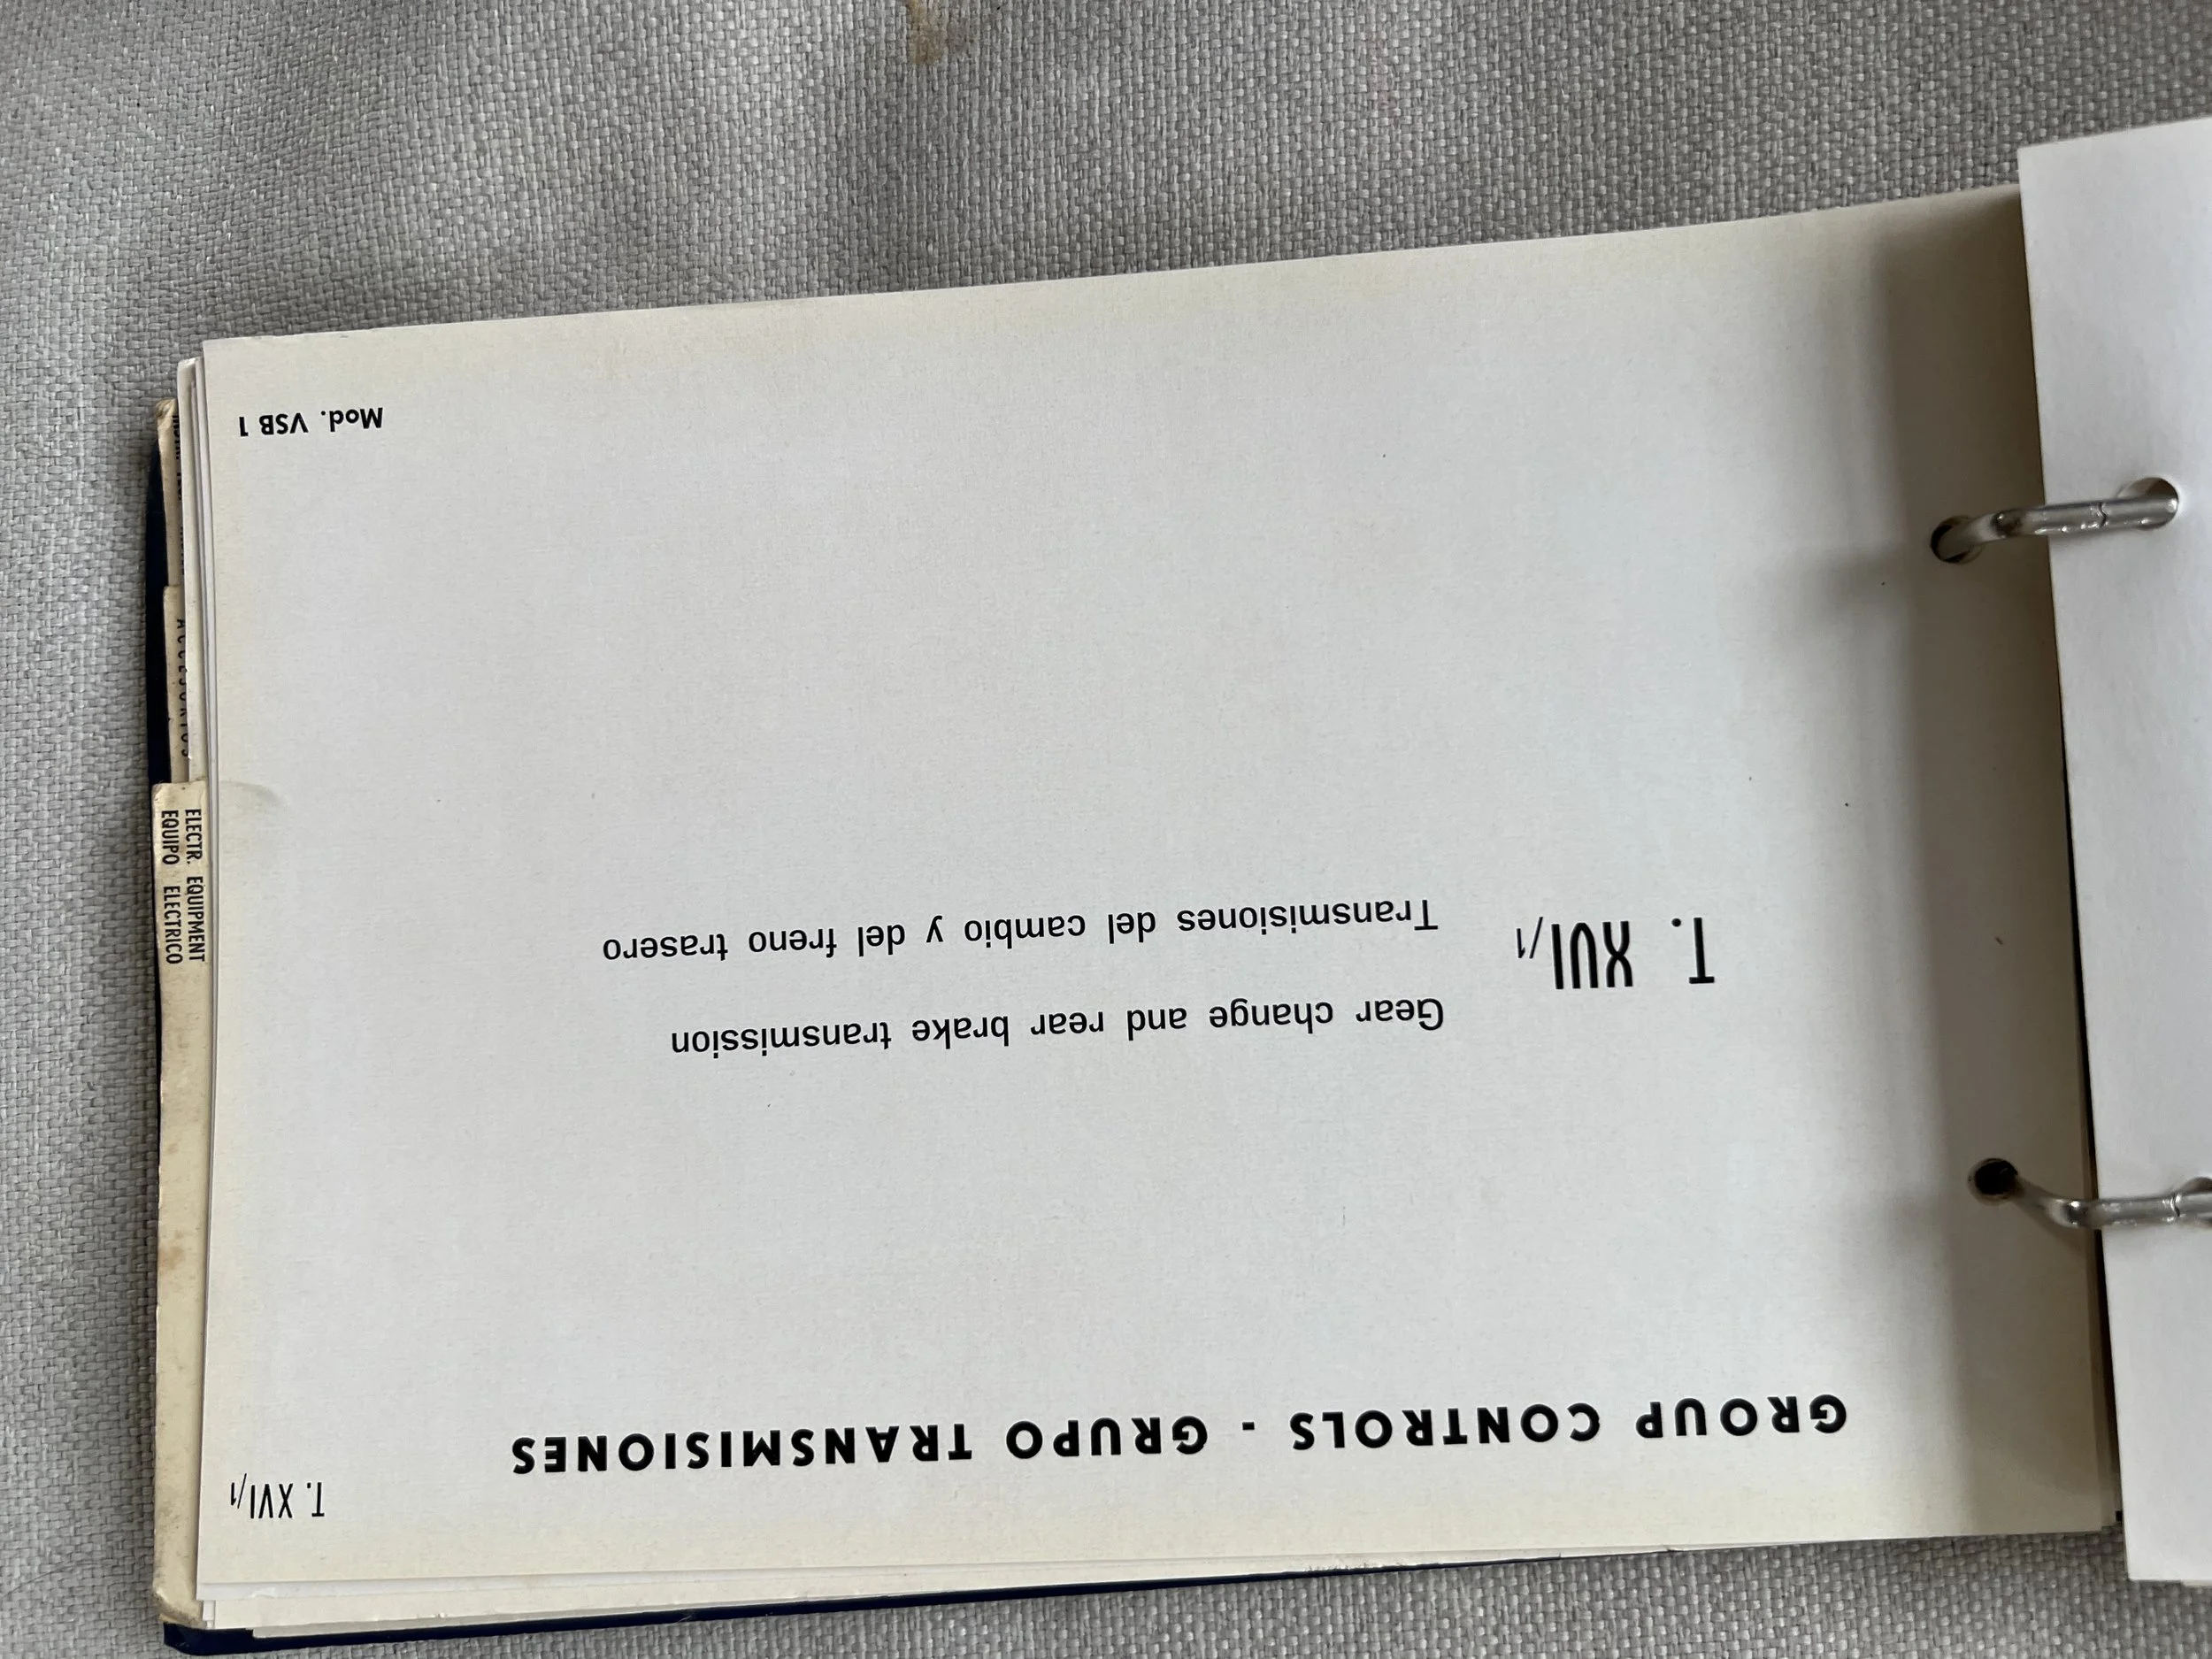 T. XVI/1
GROUP CONTROLS - GRUPO TRANSMISIONES
T. XVI/1
Gear change and rear brake transmission
Transmisiones del cambio y del freno trasero
Mod. VSB 1
ELECTR. EQUIPMENT
EQUIPO ELECTRICO
ACCESORIOS